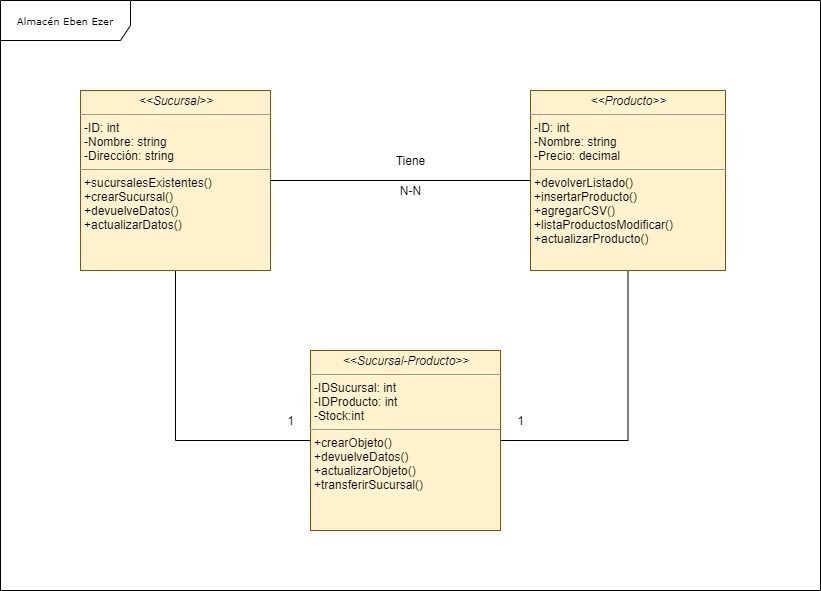 Almacén Eben Ezer
<<Sucursal>>
-ID: int
-Nombre: string
-Dirección: string
+sucursalesExistentes()
+crearSucursal()
+devuelveDatos()
+actualizarDatos()
Tiene
N-N
<<Producto>>
-ID: int
-Nombre: string
-Precio: decimal
+devolverListado()
+insertarProducto()
+agregarCSV()
+listaProductosModificar()
+actualizarProducto()
<<Sucursal-Producto>>
-IDSucursal: int
-IDProducto: int
-Stock:int
+crearObjeto()
+devuelveDatos()
+actualizarObjeto()
+transferirSucursal()
1
1